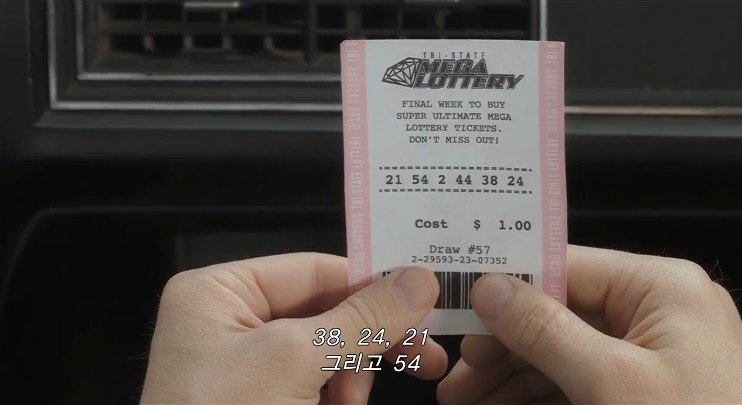 TRI-STATE
MEGA
LOTTERY
FINAL WEEK TO BUY
SUPER ULTIMATE MEGA
LOTTERY TICKETS.
DON'T MISS OUT!
21 54 2 44 38 24
Cost $ 1.00
Draw #57
2-29593-23-07352
38, 24, 21
그리고 54